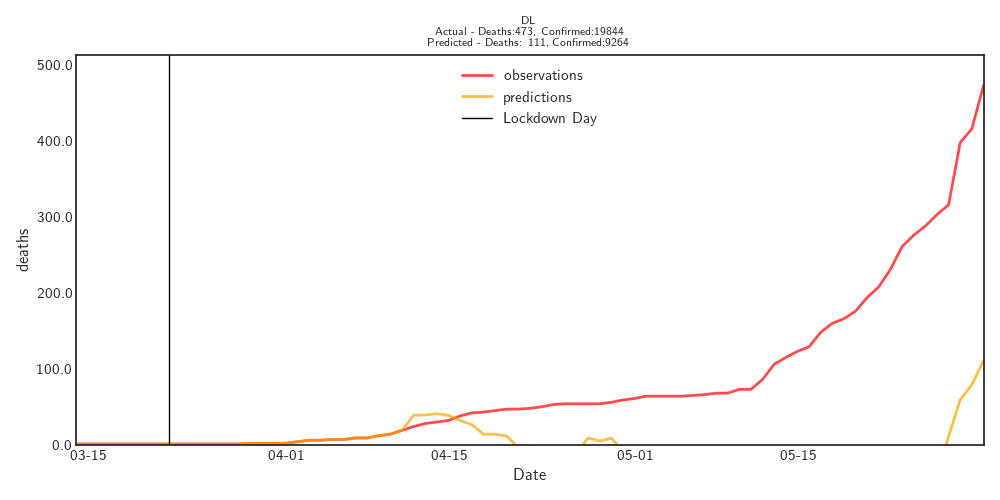 DL
Actual - Deaths:473, Confirmed:19844
Predicted - Deaths: 111, Confirmed:9264
observations
predictions
Lockdown Day
500.0
400.0
300.0
200.0
100.0
0.0
deaths
03-15 04-01 04-15 05-01 05-15
Date